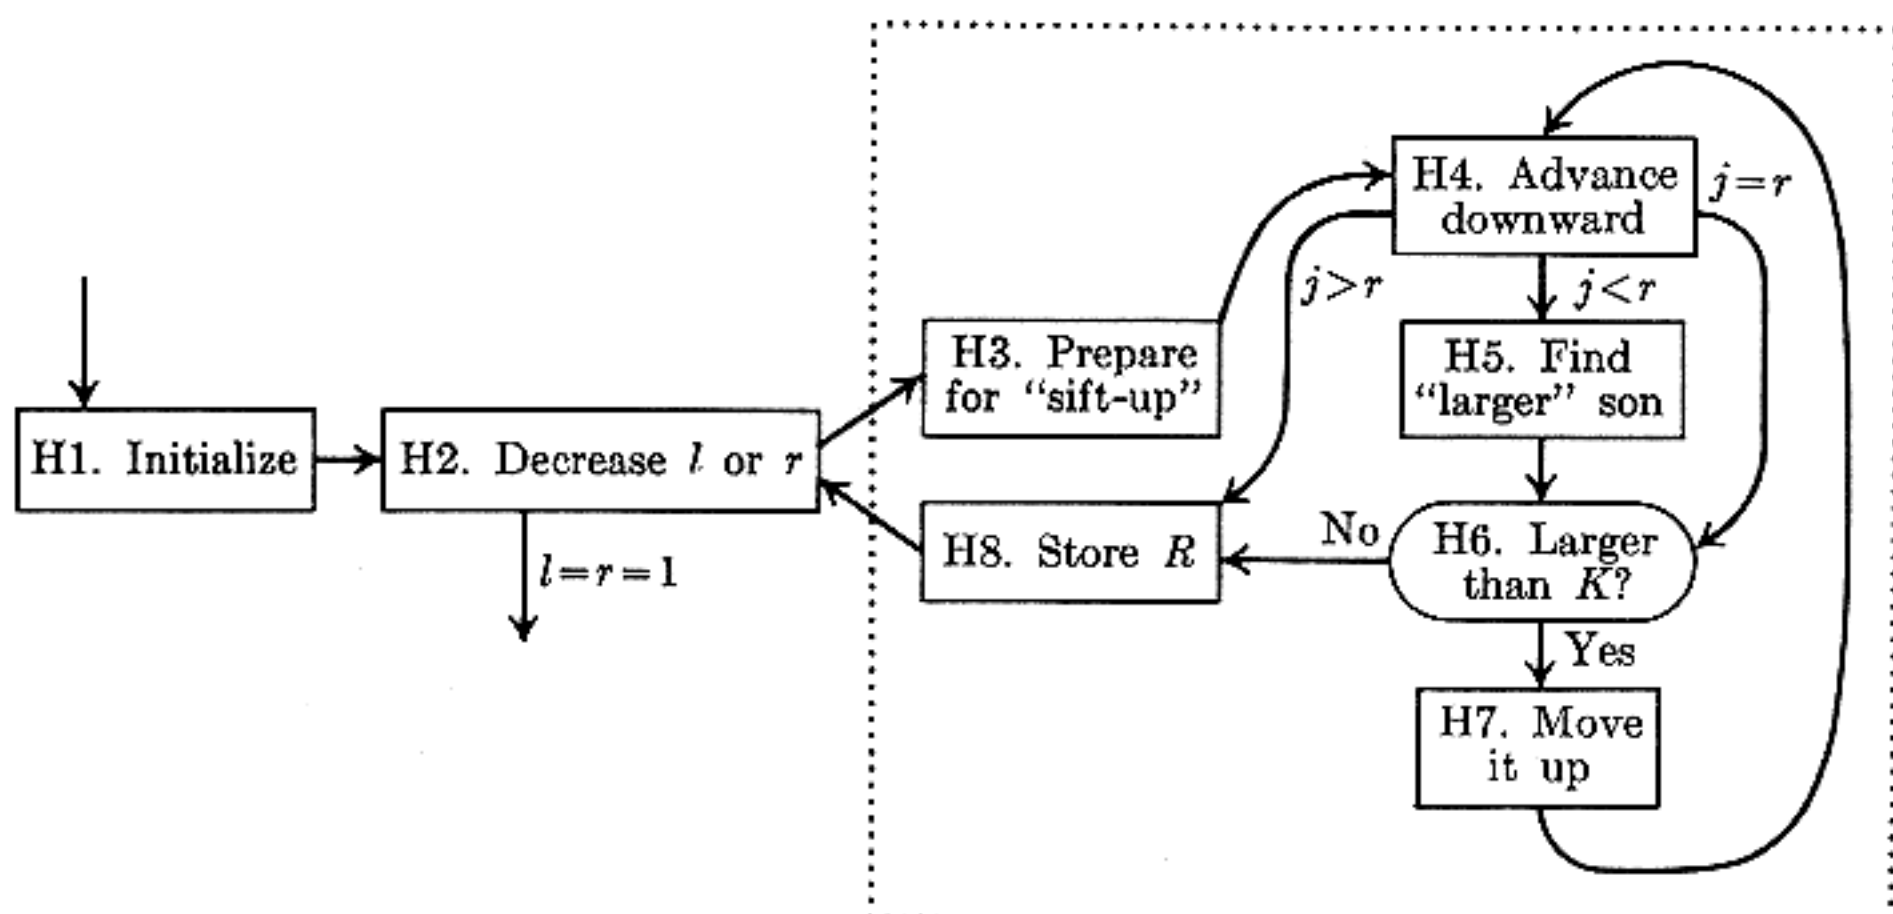 H1. Initialize
H2. Decrease l or r
l=r=1
H3. Prepare
for “sift-up”
H4. Advance
downward
j=r
j>r
j<r
H5. Find
“larger” son
H6. Larger
than K?
No
Yes
H7. Move
it up
H8. Store R